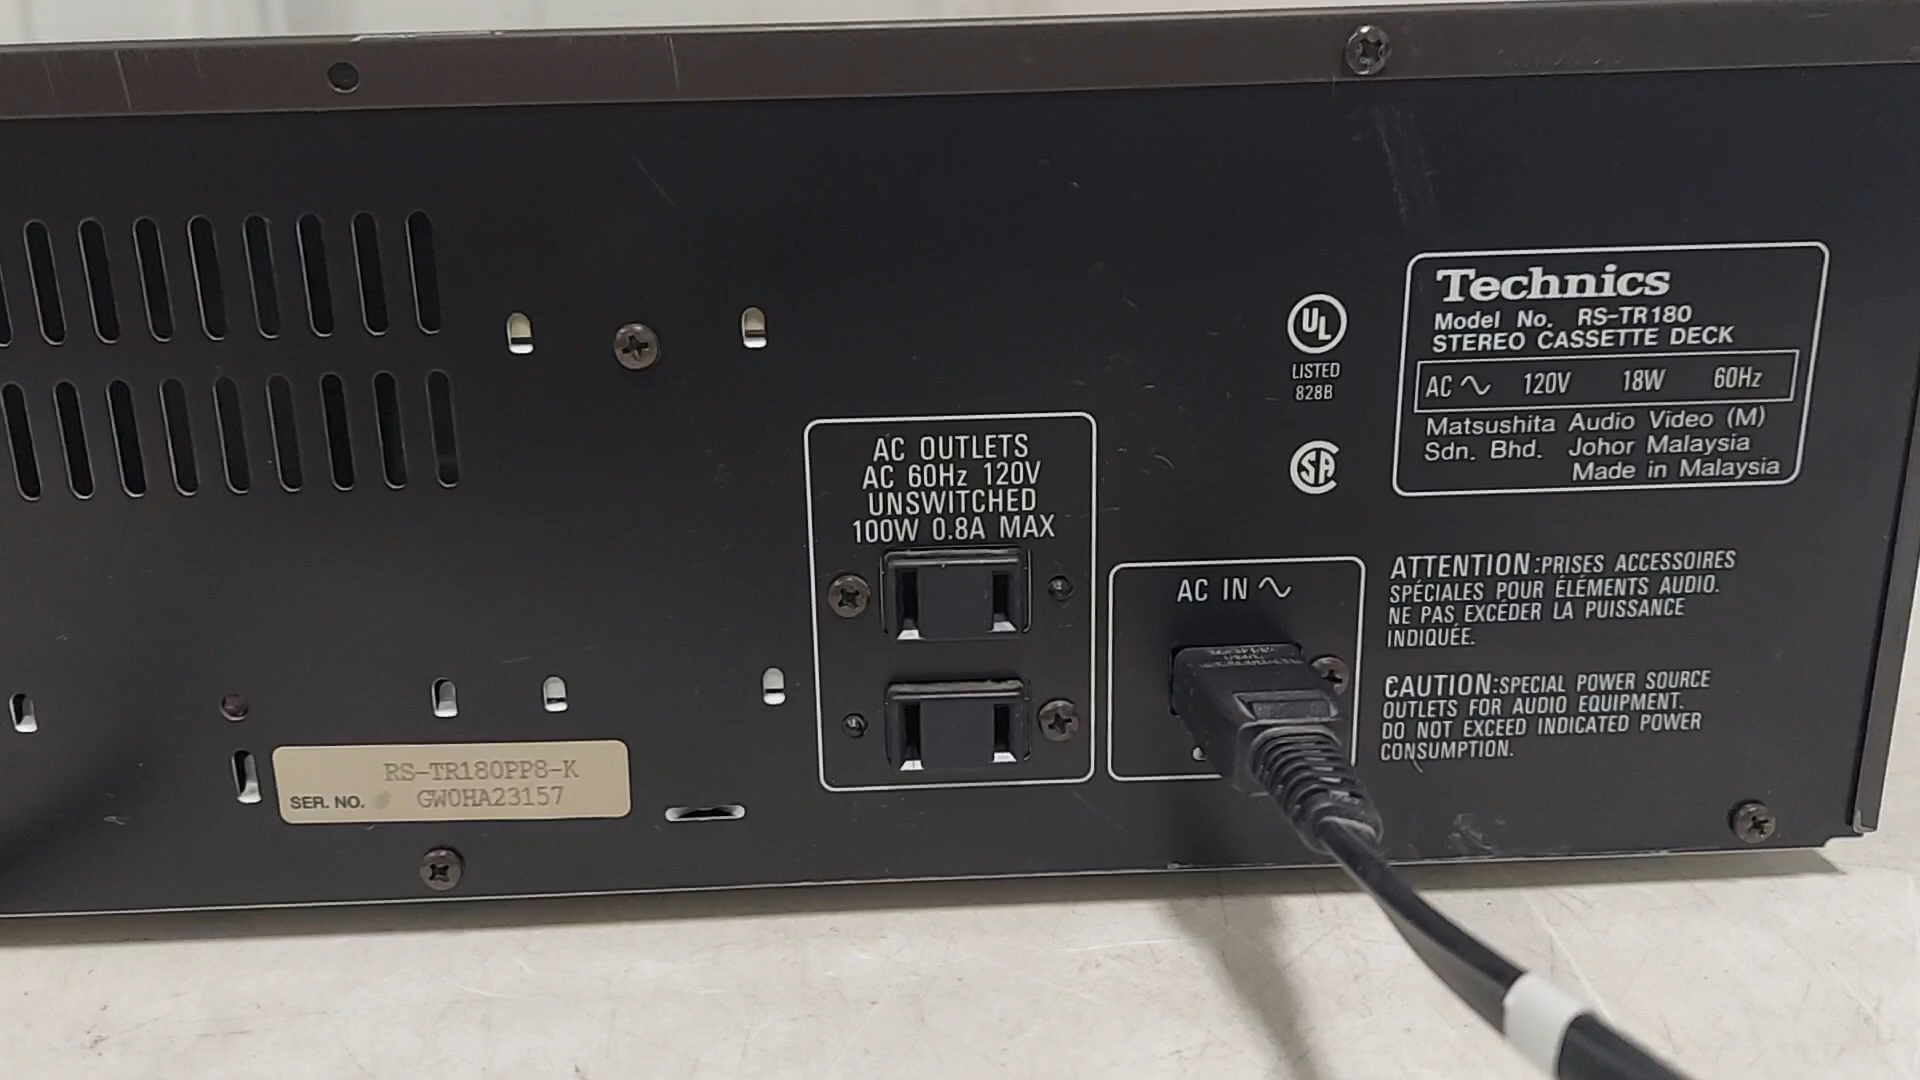 Technics
Model No. RS-TR180
STEREO CASSETTE DECK
AC 120V 18W 60Hz
Matsushita Audio Video (M)
Sdn. Bhd. Johor Malaysia
Made in Malaysia
UL
LISTED
828B
SA
AC OUTLETS
AC 60Hz 120V
UNSWITCHED
100W 0.8A MAX
AC IN
ATTENTION:PRISES ACCESSOIRES
SPÉCIALES POUR ÉLÉMENTS AUDIO.
NE PAS EXCÉDER LA PUISSANCE
INDIQUÉE.
CAUTION:SPECIAL POWER SOURCE
OUTLETS FOR AUDIO EQUIPMENT.
DO NOT EXCEED INDICATED POWER
CONSUMPTION.
RS-TR180PP8-K
SER. NO. GW0HA23157